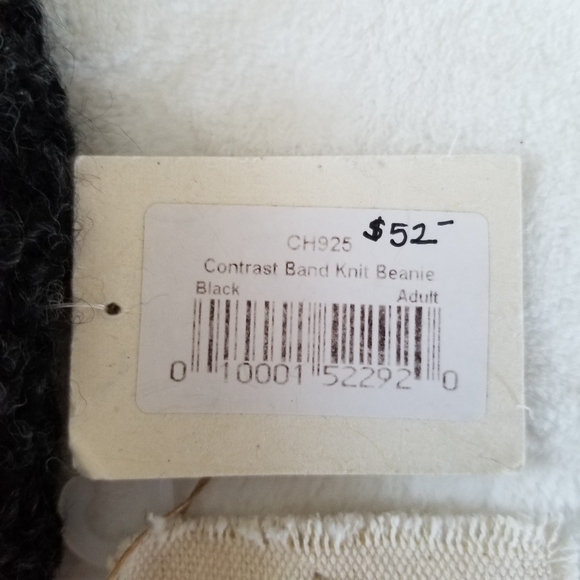 CH925 $52-
Contrast Band Knit Beanie
Black Adult
0 10001 52292 0